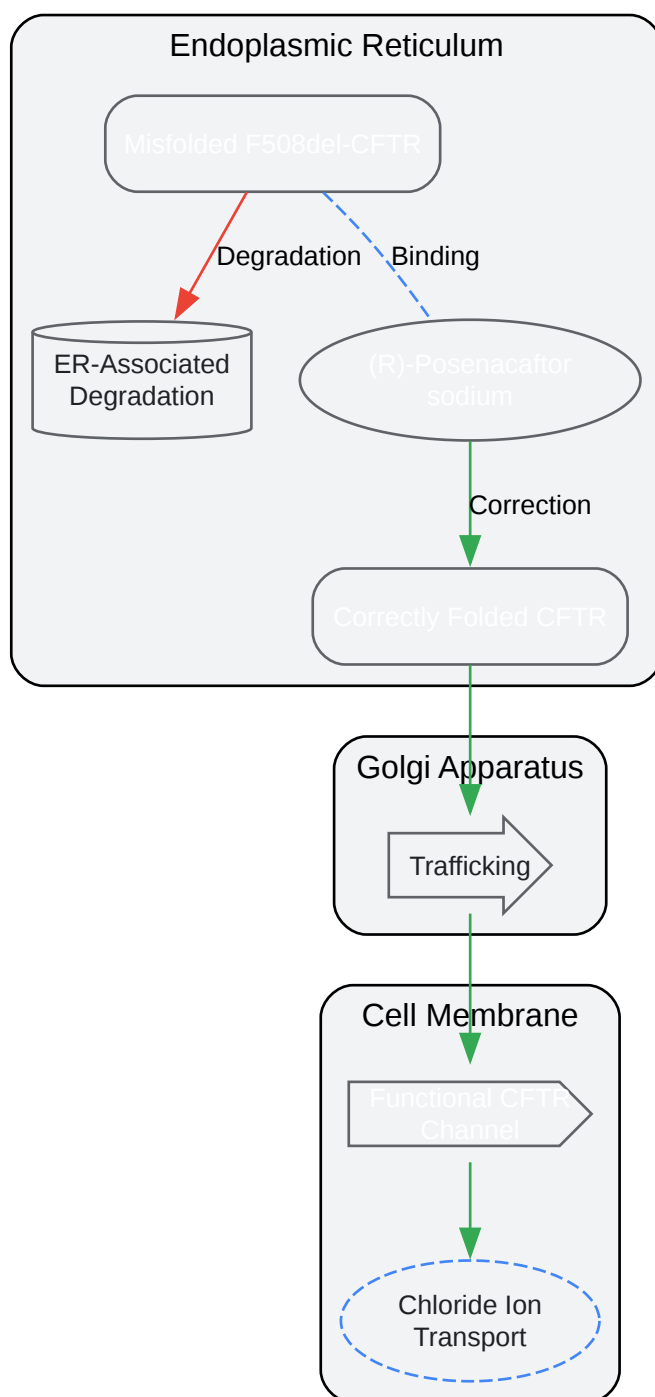 Endoplasmic Reticulum
Misfolded F508del-CFTR
Degradation
Binding
ER-Associated
Degradation
(R)-Posenacaftor
sodium
Correction
Correctly Folded CFTR
Golgi Apparatus
Trafficking
Cell Membrane
Functional CFTR
Channel
Chloride Ion
Transport